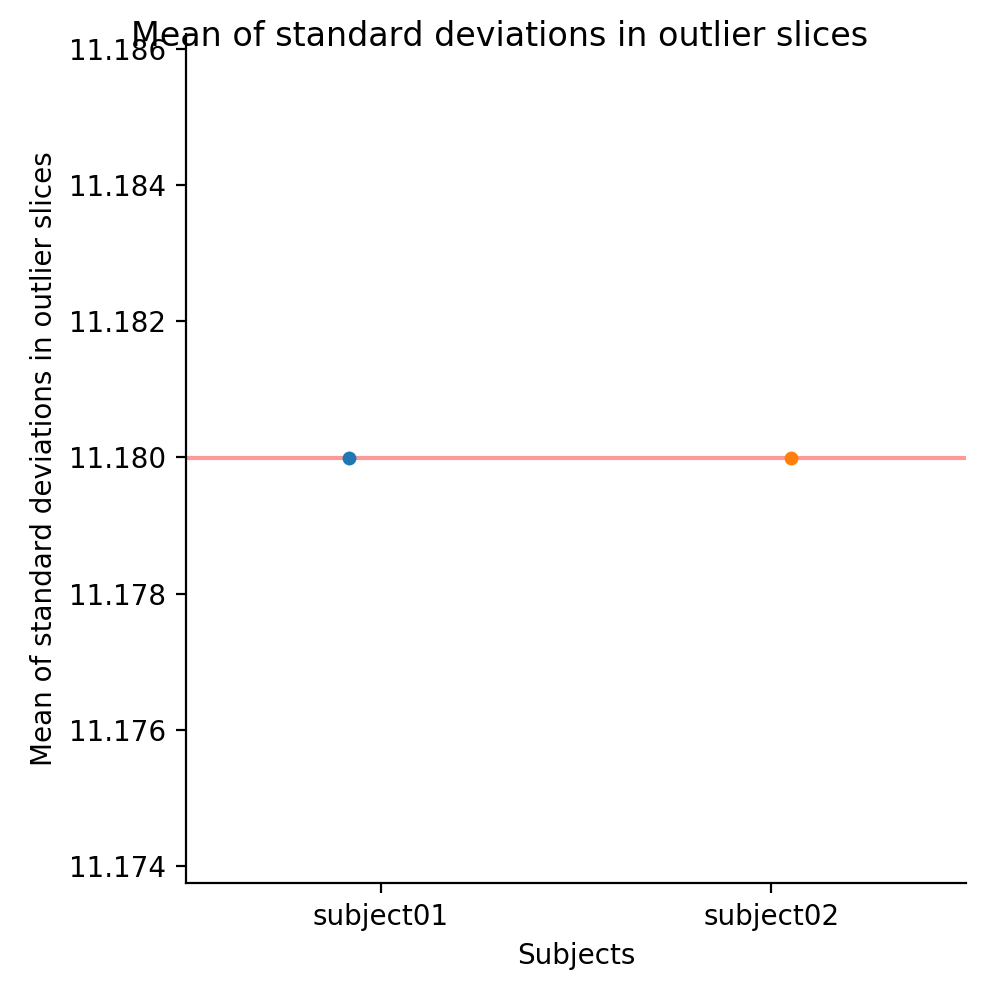 Mean of standard deviations in outlier slices
11.186
11.184
11.182
11.180
11.178
11.176
11.174
Mean of standard deviations in outlier slices
subject01
subject02
Subjects